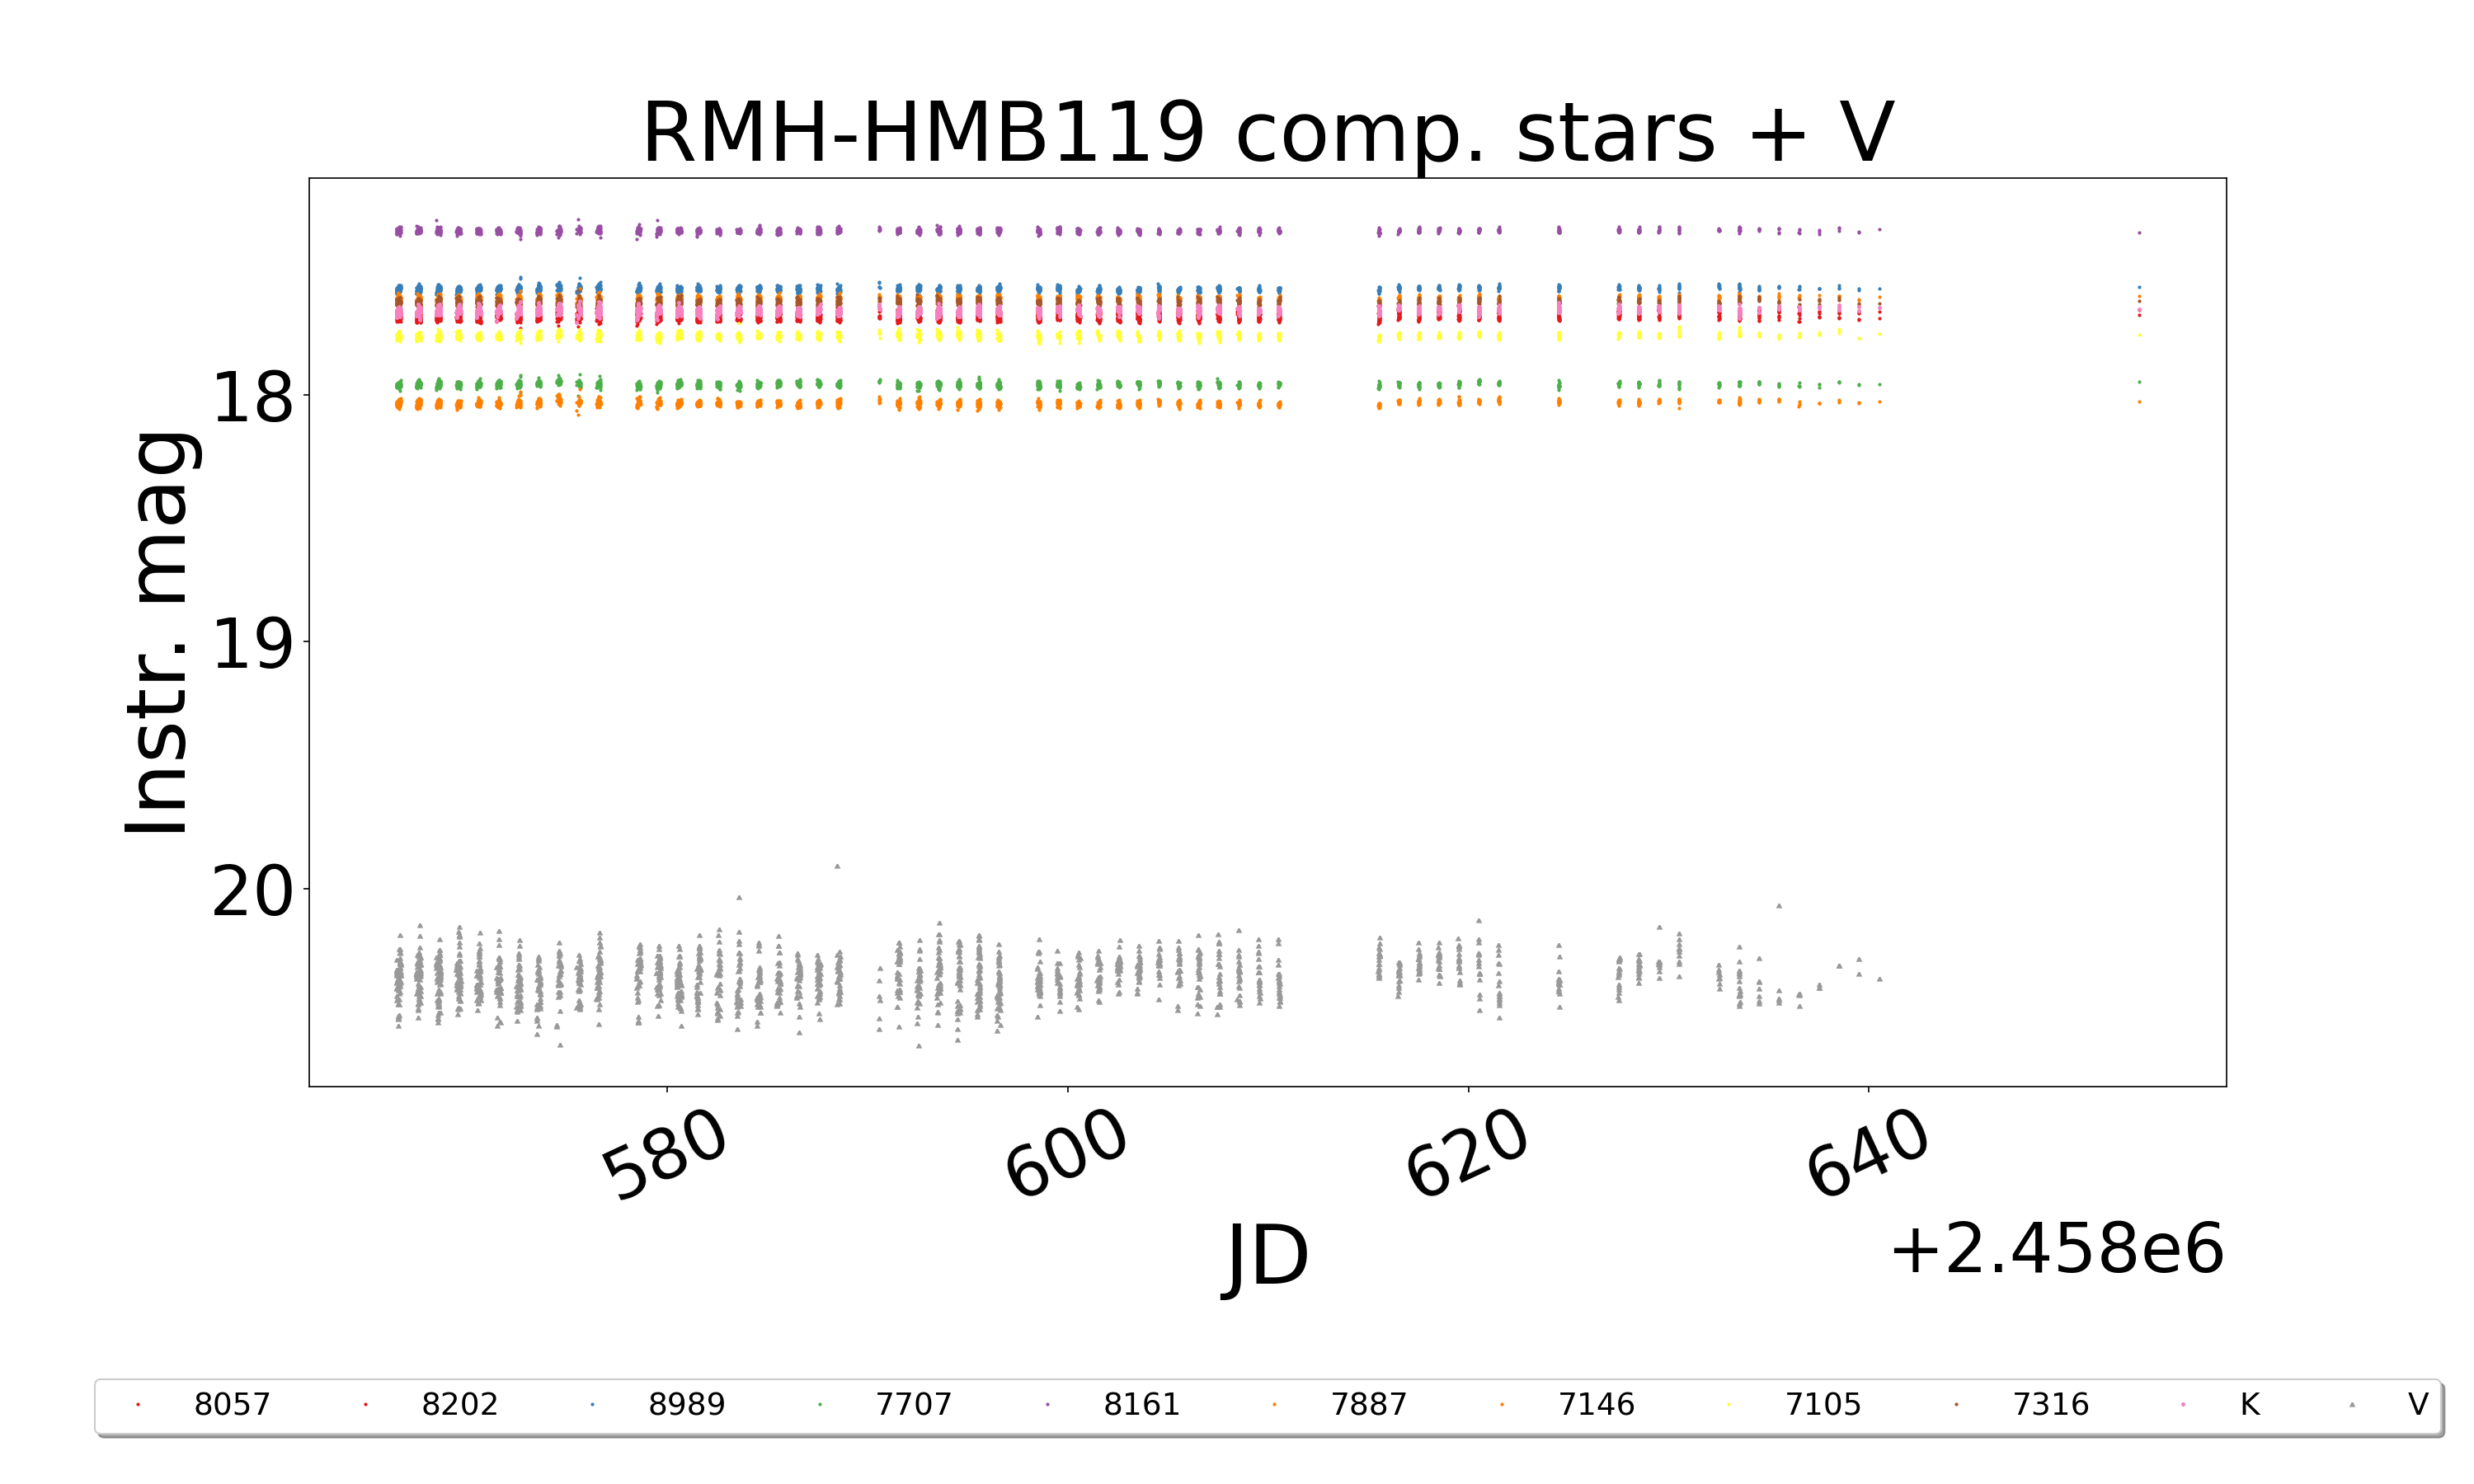 RMH-HMB119 comp. stars + V
Instr. mag
18
19
20
580
600
620
640
JD
+2.458e6
8057 8202 8989 7707 8161 7887 7146 7105 7316 K V